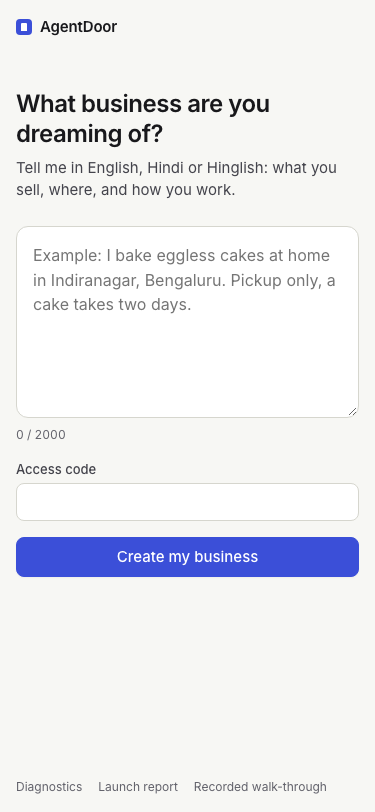 AgentDoor
What business are you
dreaming of?
Tell me in English, Hindi or Hinglish: what you
sell, where, and how you work.
Example: I bake eggless cakes at home
in Indiranagar, Bengaluru. Pickup only, a
cake takes two days.
0 / 2000
Access code
Create my business
Diagnostics Launch report Recorded walk-through